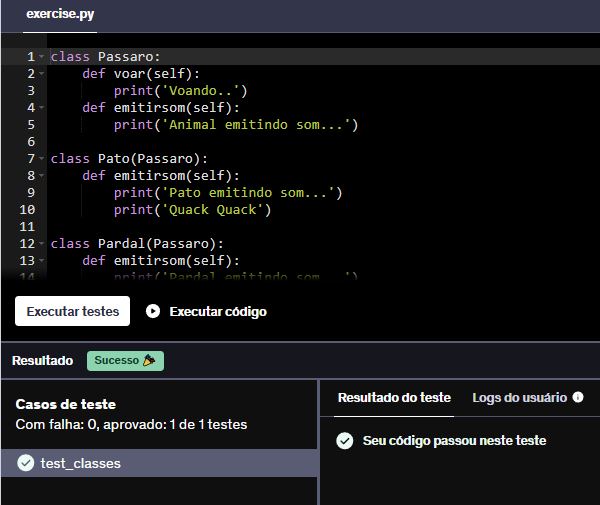 exercise.py
1 class Passaro:
2 def voar(self):
3 print('Voando..')
4 def emitirsom(self):
5 print('Animal emitindo som...')
6
7 class Pato(Passaro):
8 def emitirsom(self):
9 print('Pato emitindo som...')
10 print('Quack Quack')
11
12 class Pardal(Passaro):
13 def emitirsom(self):
14 print('Pardal emitindo som...')
Executar testes
Executar código
Resultado
Sucesso
Casos de teste
Com falha: 0, aprovado: 1 de 1 testes
test_classes
Resultado do teste
Logs do usuário
Seu código passou neste teste